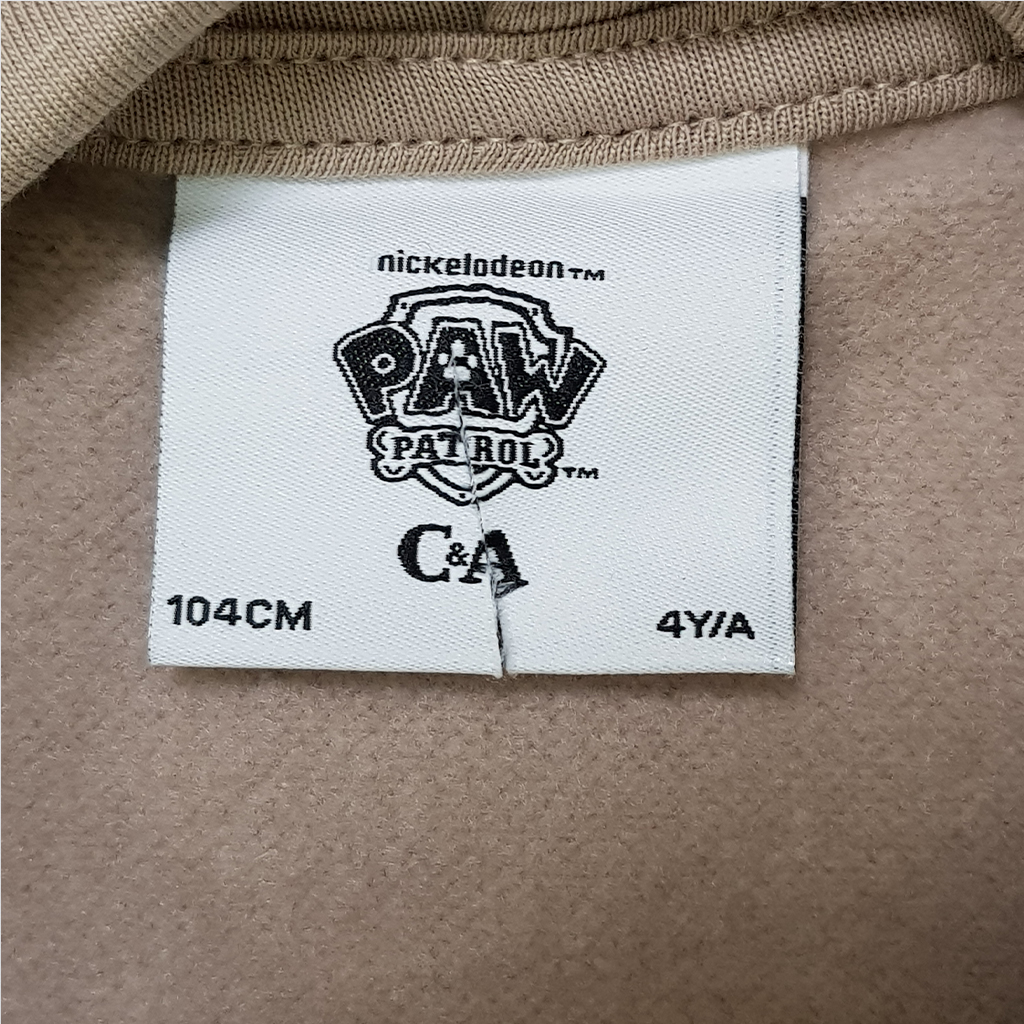 nickelodeon™
PAW
PATROL™
C&A
104CM 4Y/A